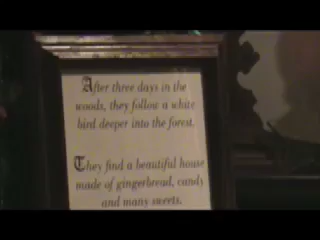 After three days in the
woods, they follow a white
bird deeper into the forest.
They find a beautiful house
made of gingerbread, candy
and many sweets.